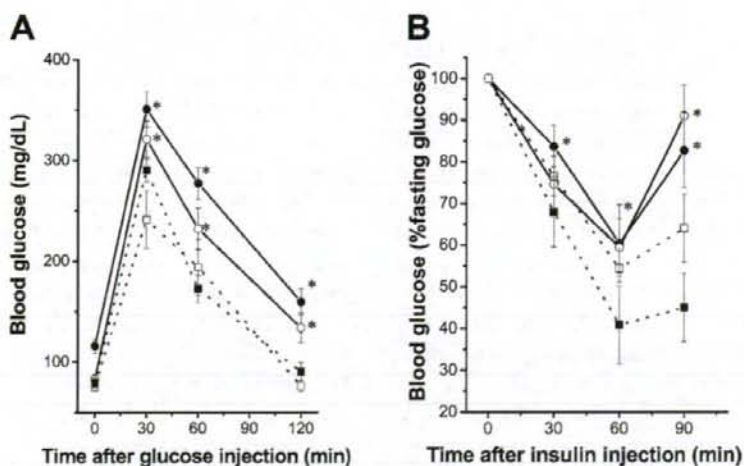 A
Blood glucose (mg/dL)
400
300
200
100
0
30
60
120
* * * * * *
Time after glucose injection (min)
B
Blood glucose (%fasting glucose)
100
90
80
70
60
50
40
30
20
0
30
60
90
* * * *
Time after insulin injection (min)